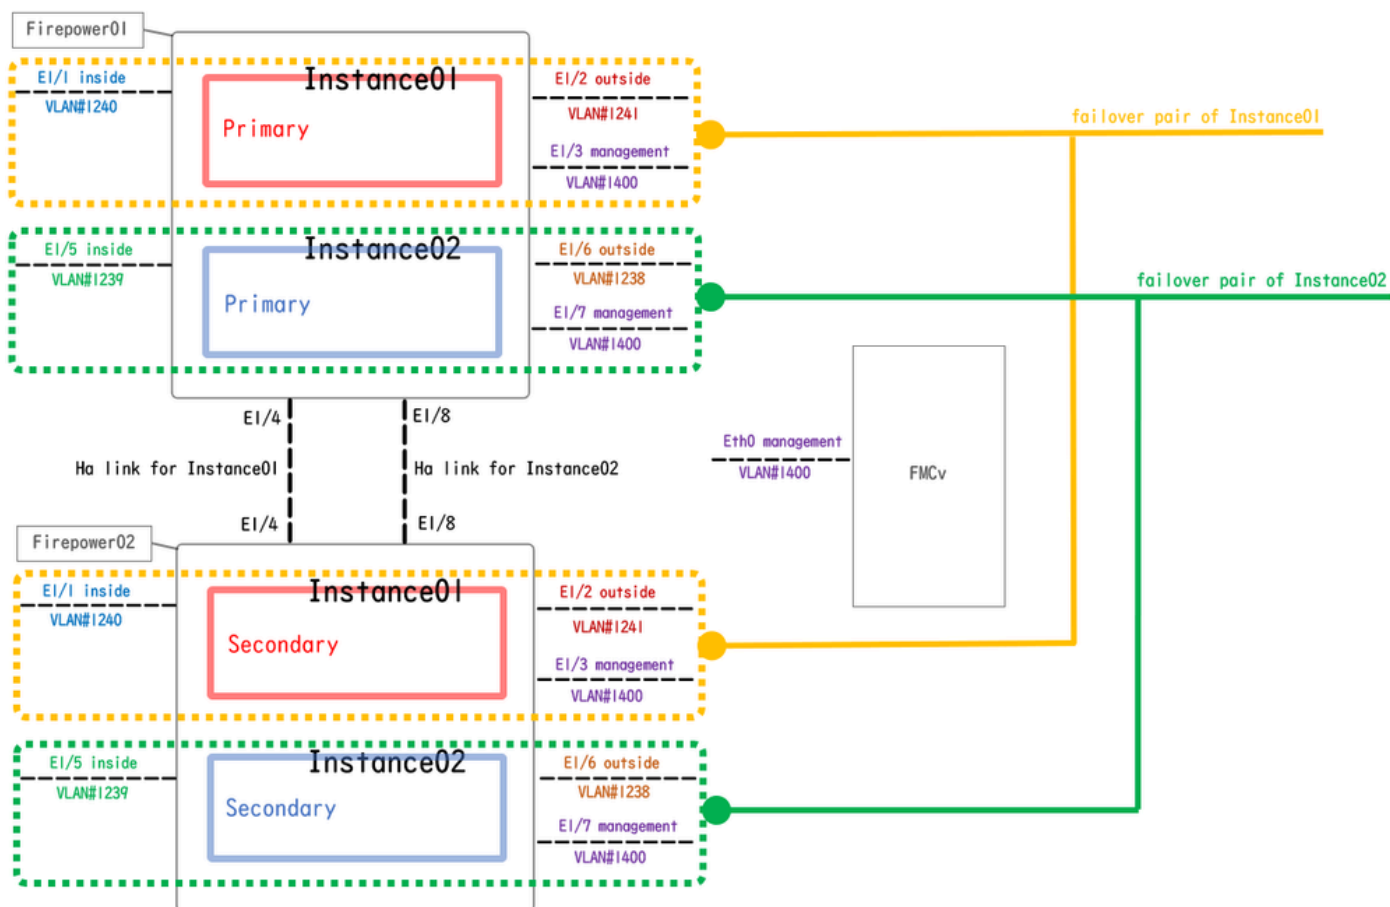 Firepower01
E1/1 inside
VLAN#1240
Instance01
Primary
E1/2 outside
VLAN#1241
E1/3 management
VLAN#1400
failover pair of Instance01
E1/5 inside
VLAN#1239
Instance02
Primary
E1/6 outside
VLAN#1238
E1/7 management
VLAN#1400
failover pair of Instance02
E1/4
E1/8
Ha link for Instance01
Ha link for Instance02
E1/4
E1/8
Eth0 management
VLAN#1400
FMCv
Firepower02
E1/1 inside
VLAN#1240
Instance01
Secondary
E1/2 outside
VLAN#1241
E1/3 management
VLAN#1400
E1/5 inside
VLAN#1239
Instance02
Secondary
E1/6 outside
VLAN#1238
E1/7 management
VLAN#1400